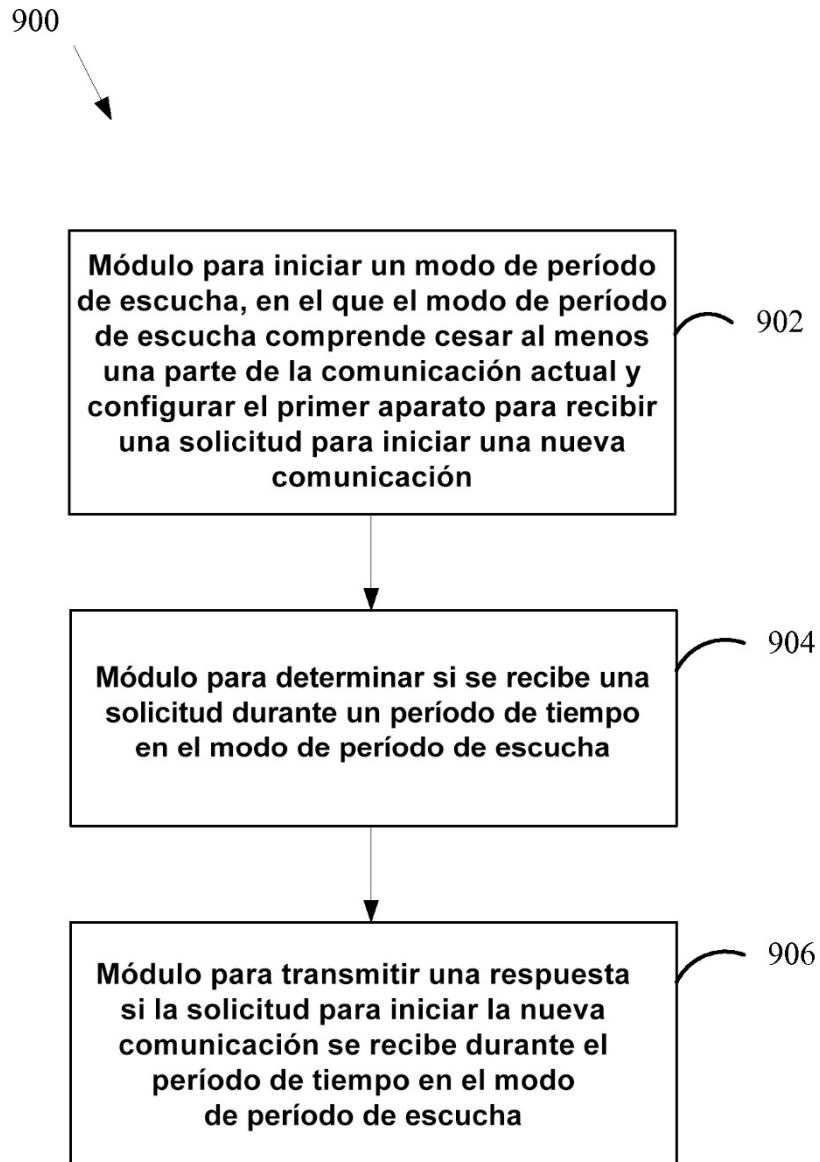 900
Módulo para iniciar un modo de período
de escucha, en el que el modo de período
de escucha comprende cesar al menos
una parte de la comunicación actual y
configurar el primer aparato para recibir
una solicitud para iniciar una nueva
comunicación
902
Módulo para determinar si se recibe una
solicitud durante un período de tiempo
en el modo de período de escucha
904
Módulo para transmitir una respuesta
si la solicitud para iniciar la nueva
comunicación se recibe durante el
período de tiempo en el modo
de período de escucha
906